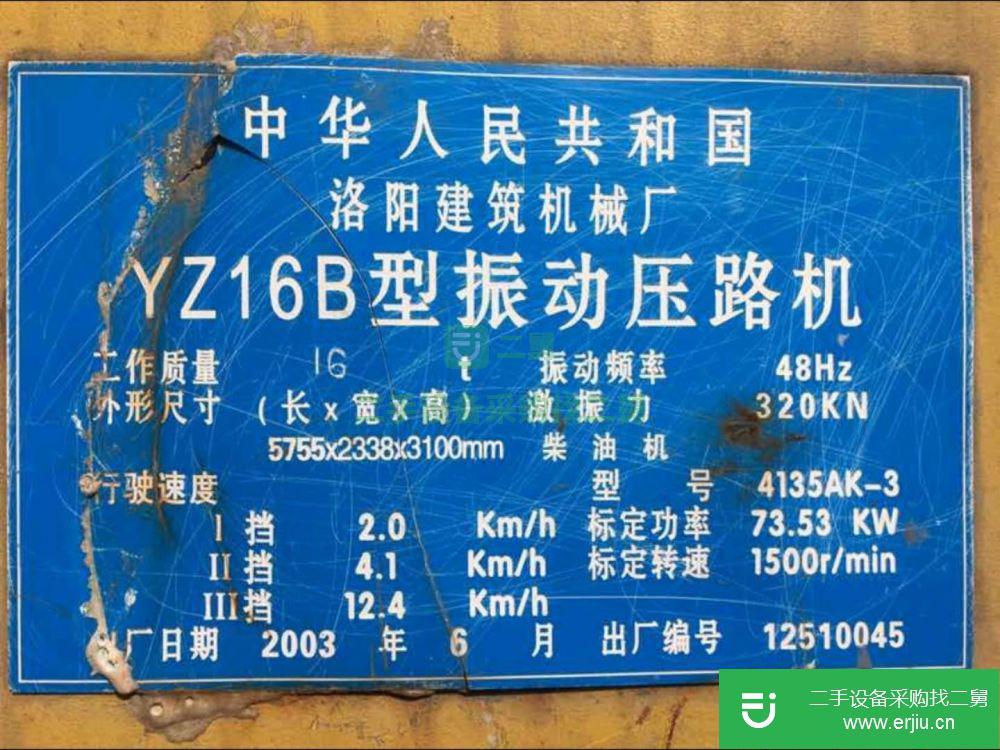 中华人民共和国
洛阳建筑机械厂
YZ16B型振动压路机
工作质量 16 t 振动频率 48Hz
外形尺寸 (长x宽x高) 激振力 320KN
5755x2338x3100mm 柴油机
行驶速度 型号 4135AK-3
I挡 2.0 Km/h 标定功率 73.53 KW
II挡 4.1 Km/h 标定转速 1500r/min
III挡 12.4 Km/h
出厂日期 2003 年 6 月 出厂编号 12510045
二手设备采购找二舅
www.erjiu.cn